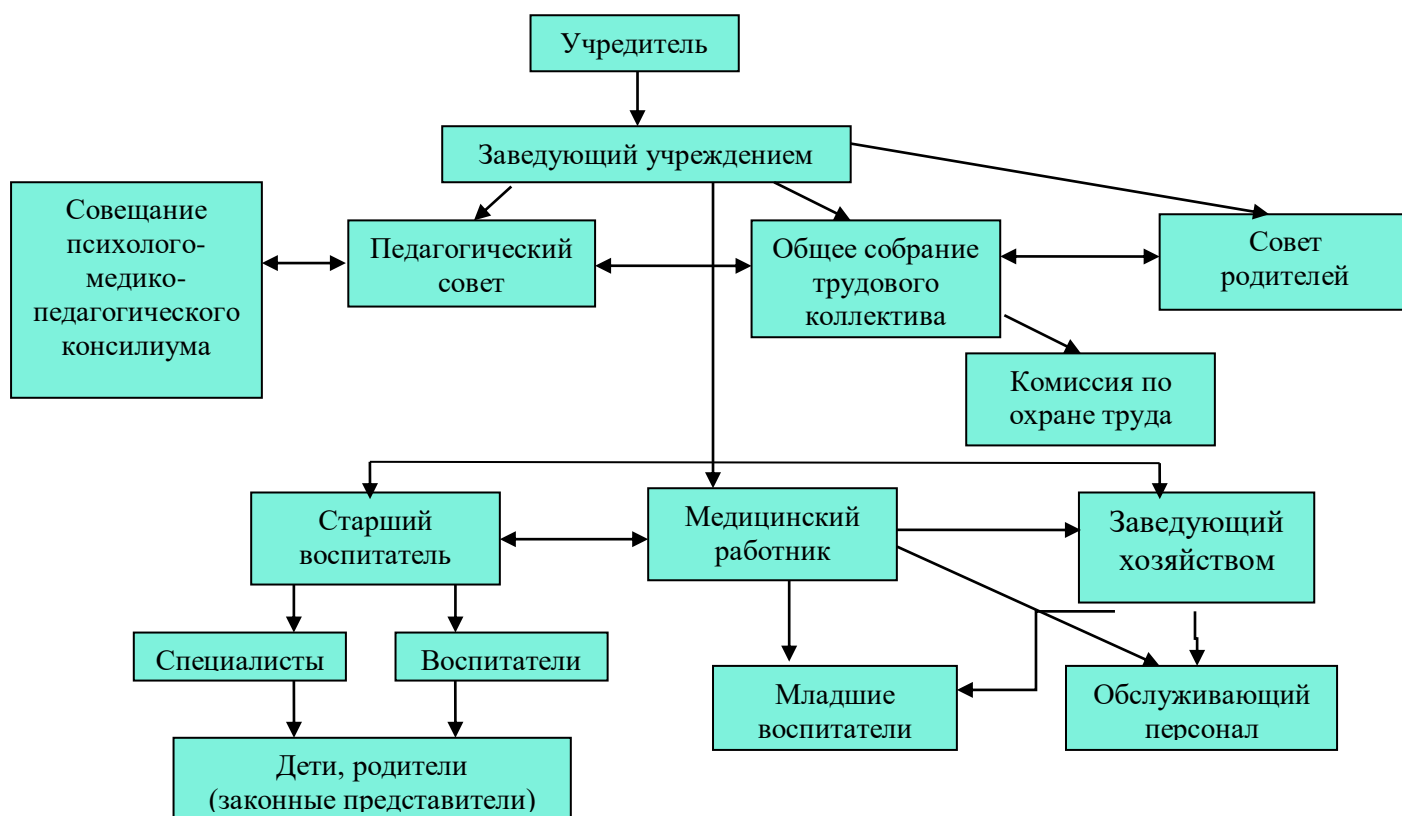 Учредитель
Заведующий учреждением
Совещание
психолого-
медико-
педагогического
консилиума
Педагогический
совет
Общее собрание
трудового
коллектива
Совет
родителей
Комиссия по
охране труда
Старший
воспитатель
Медицинский
работник
Заведующий
хозяйством
Специалисты
Воспитатели
Младшие
воспитатели
Обслуживающий
персонал
Дети, родители
(законные представители)